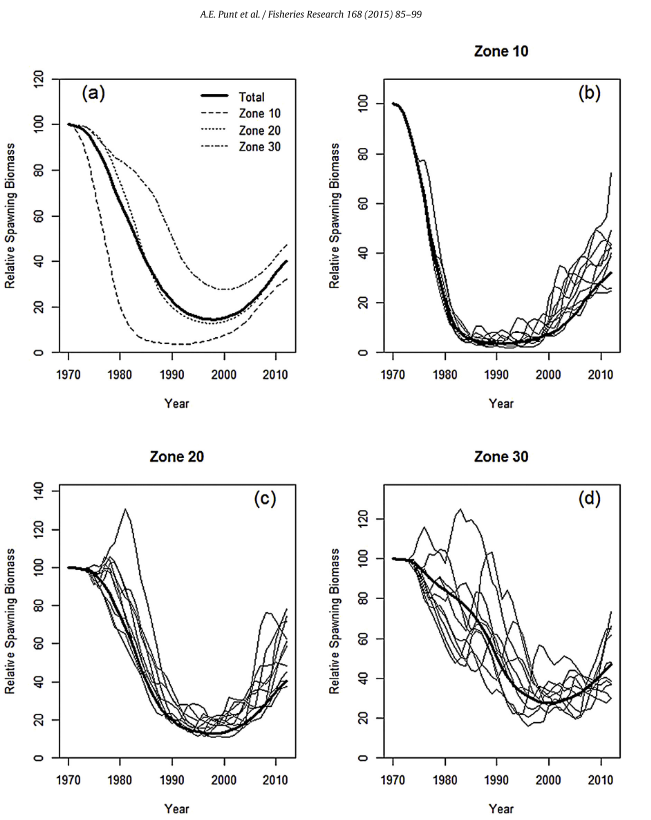 A.E. Punt et al. / Fisheries Research 168 (2015) 85–99
(a)
Total
Zone 10
Zone 20
Zone 30
Relative Spawning Biomass
120
100
80
60
40
20
0
1970 1980 1990 2000 2010
Year
Zone 10
(b)
Relative Spawning Biomass
100
80
60
40
20
0
1970 1980 1990 2000 2010
Year
Zone 20
(c)
Relative Spawning Biomass
140
120
100
80
60
40
20
0
1970 1980 1990 2000 2010
Year
Zone 30
(d)
Relative Spawning Biomass
120
100
80
60
40
20
0
1970 1980 1990 2000 2010
Year